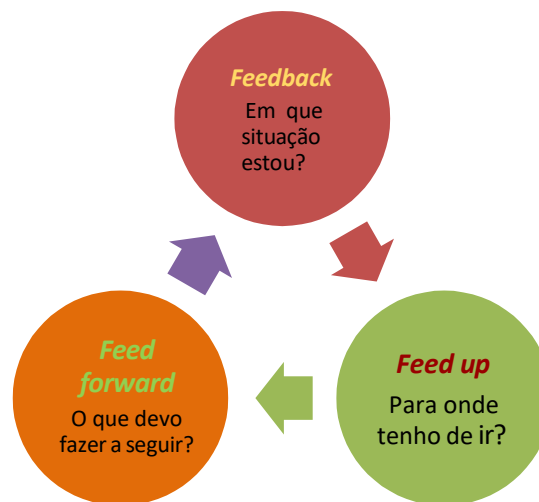 Feedback
Em que
situação
estou?
Feed up
Para onde
tenho de ir?
Feed
forward
O que devo
fazer a seguir?